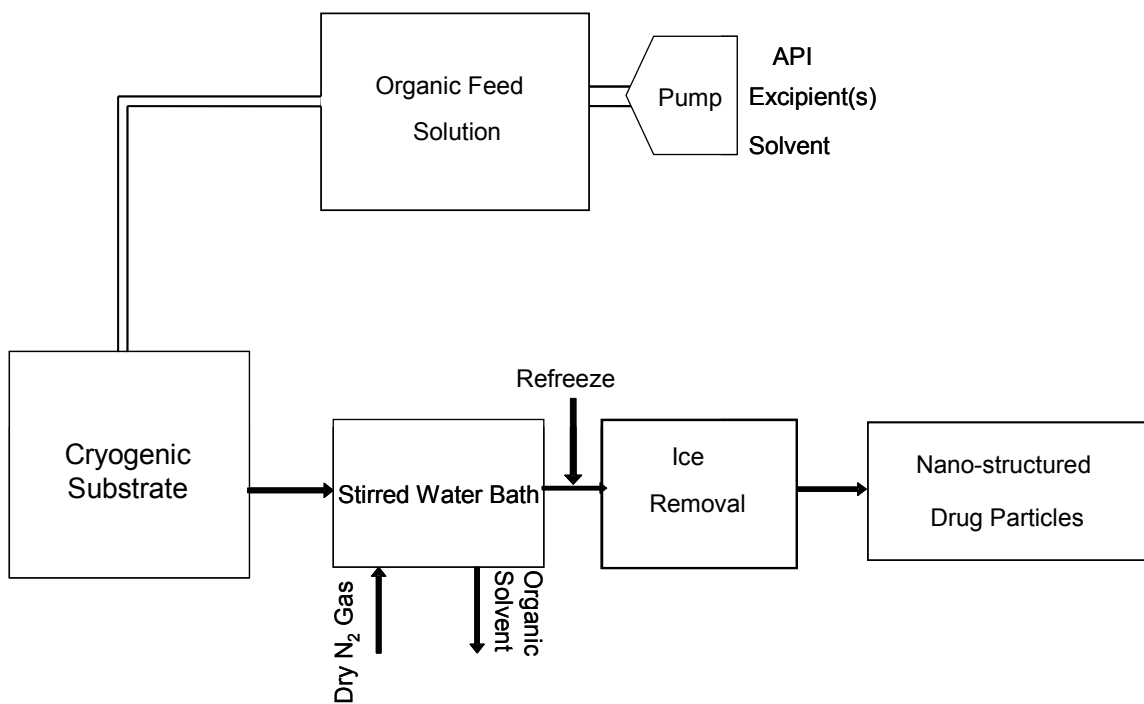 Organic Feed
Solution
Pump
API
Excipient(s)
Solvent
Refreeze
Cryogenic
Substrate
Stirred Water Bath
Ice
Removal
Nano-structured
Drug Particles
Dry N₂ Gas
Organic
Solvent